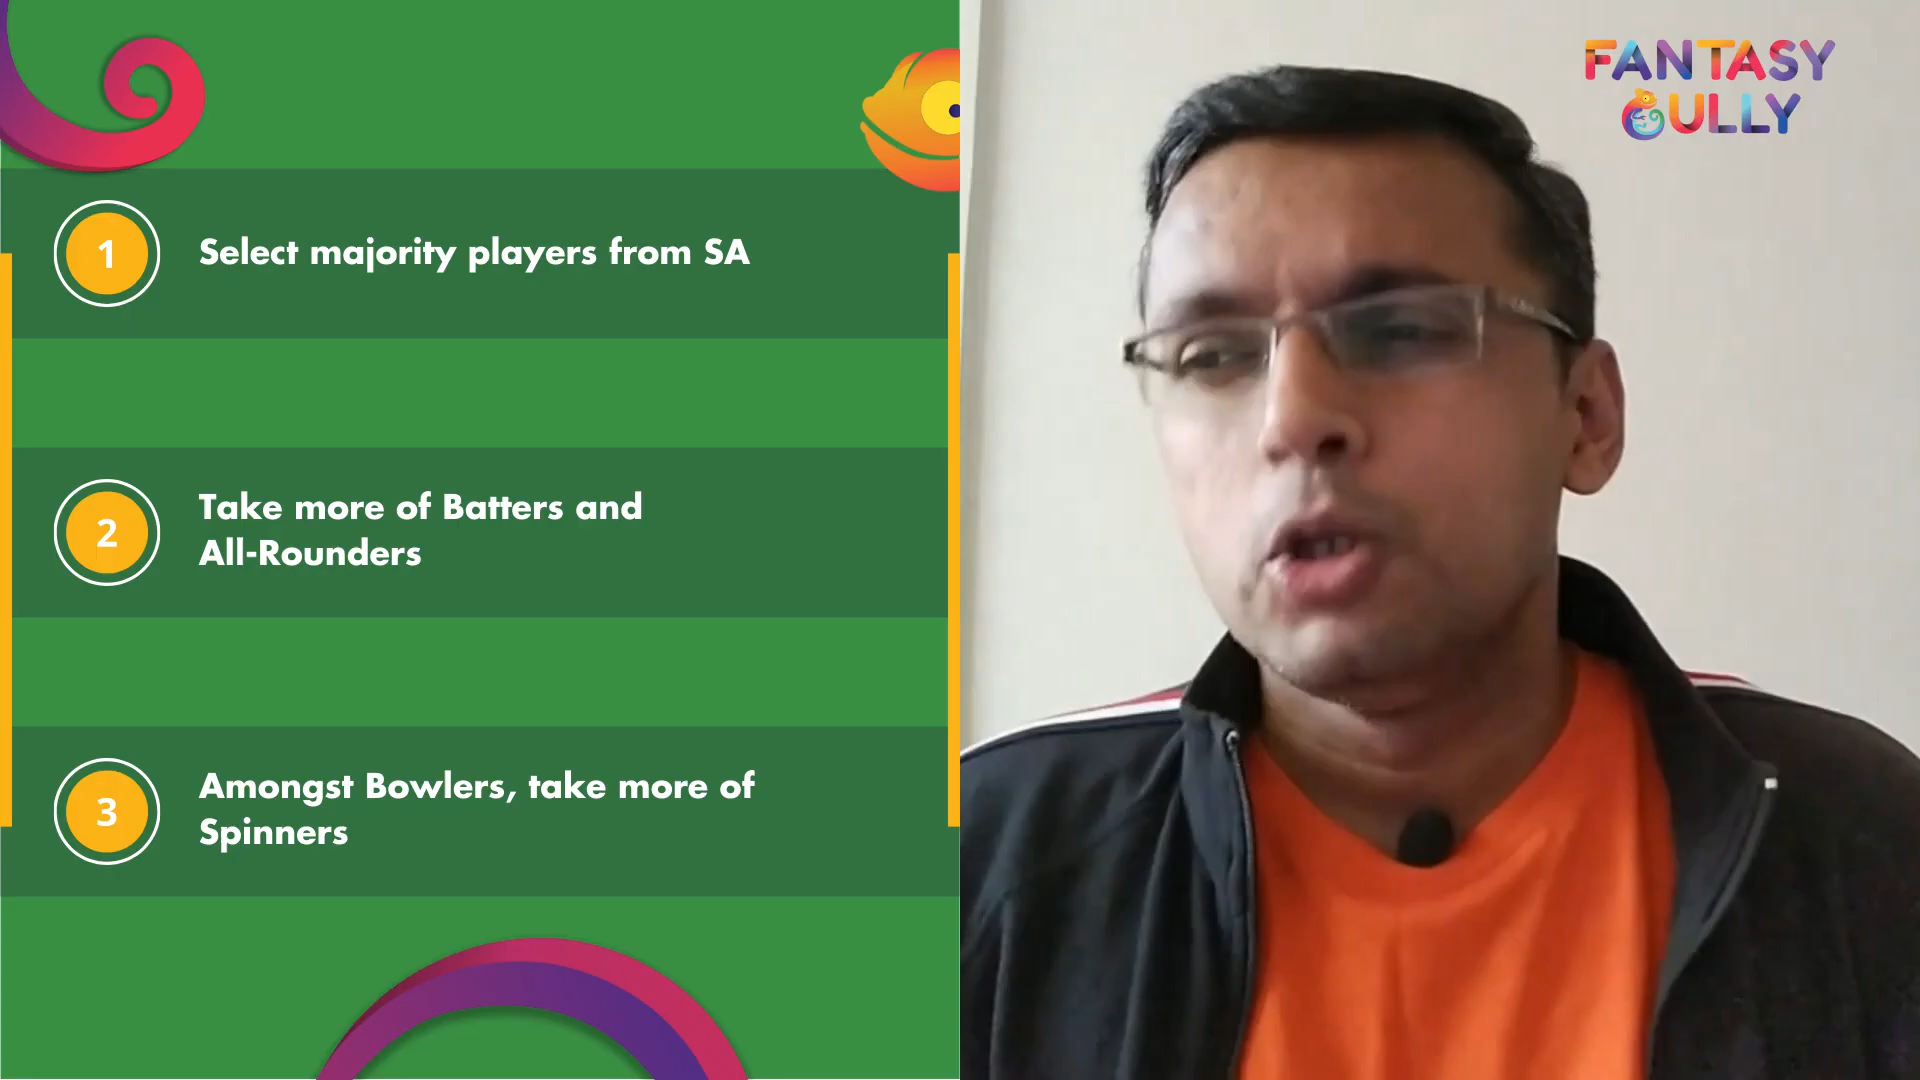 FANTASY
GULLY
1
Select majority players from SA
2
Take more of Batters and
All-Rounders
3
Amongst Bowlers, take more of
Spinners